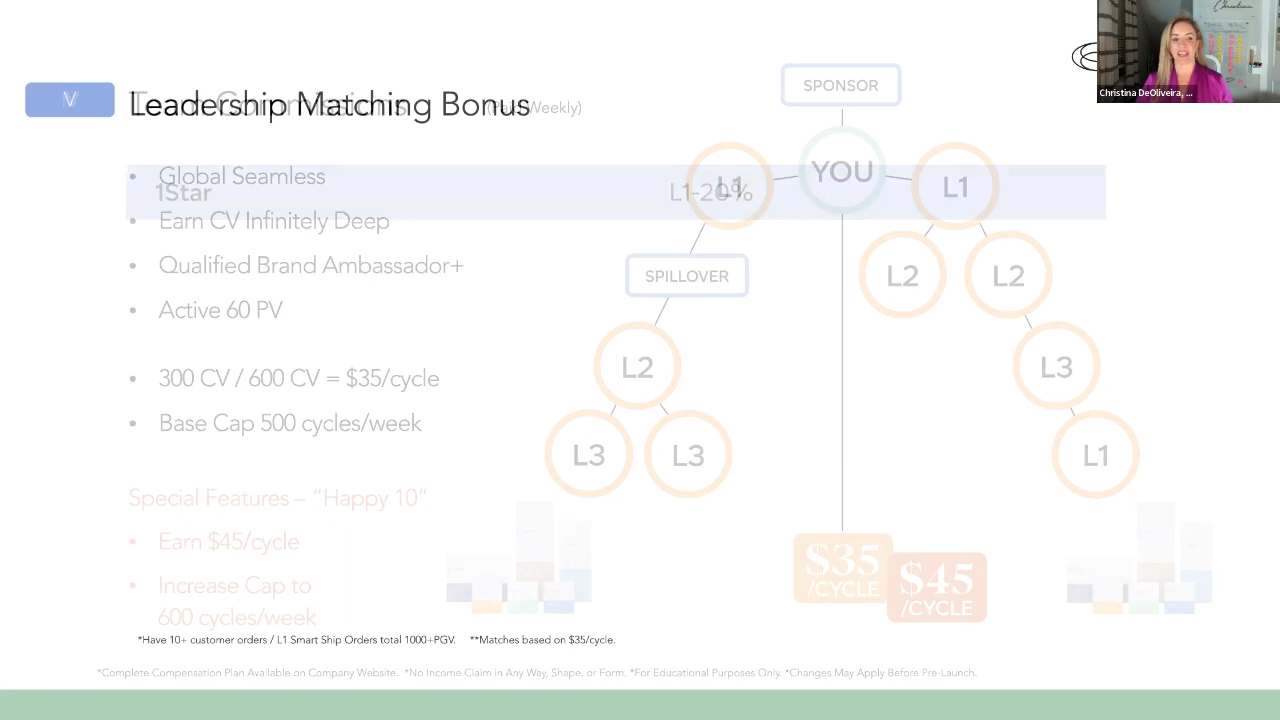 Christian
Christina DeOliveira, ...
V
Leadership Matching Bonus
Team Commissions (Paid Weekly)
SPONSOR
YOU
L1
L1
1Star
L1-20%
• Global Seamless
• Earn CV Infinitely Deep
• Qualified Brand Ambassador+
• Active 60 PV
SPILLOVER
L2
L2
• 300 CV / 600 CV = $35/cycle
• Base Cap 500 cycles/week
L2
L3
L3
L3
L1
Special Features – “Happy 10”
• Earn $45/cycle
• Increase Cap to
600 cycles/week
$35
/CYCLE
$45
/CYCLE
*Have 10+ customer orders / L1 Smart Ship Orders total 1000+PGV. **Matches based on $35/cycle.
*Complete Compensation Plan Available on Company Website. *No Income Claim in Any Way, Shape, or Form. *For Educational Purposes Only. *Changes May Apply Before Pre-Launch.